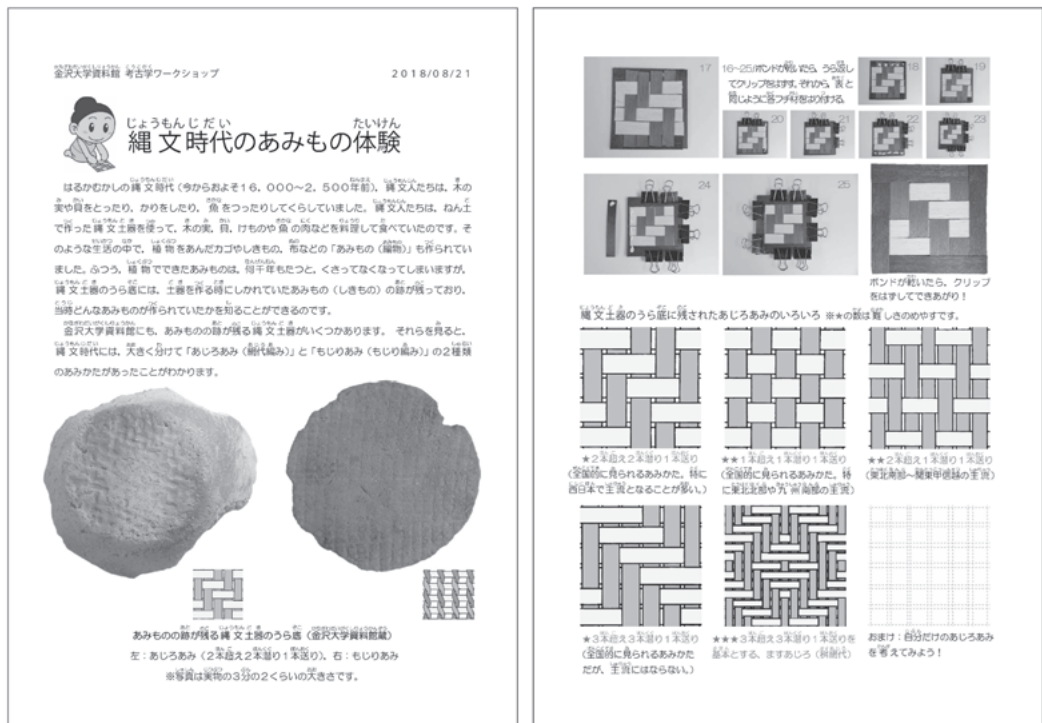 金沢大学資料館 考古学ワークショップ
2018/08/21
縄文時代のあみもの体験
はるかむかしの縄文時代（今からおよそ16，000～2，500年前）、縄文人たちは、木の
実や貝をとったり、かりをしたり、魚をつったりしてくらしていました。縄文人たちは、ねん土
で作った縄文土器を使って、木の実、貝、けものや魚の肉などを料理して食べていたのです。そ
のような生活の中で、植物をあんだカゴやしきもの、布などの「あみもの（編物）」も作られてい
ました。ふつう、植物でできたあみものは、何千年もたつと、くさってなくなってしまいますが、
縄文土器のうら底には、土器を作る時にしかれていたあみもの（しきもの）の跡が残っており、
当時どんなあみものが作られていたかを知ることができるのです。
金沢大学資料館にも、あみものの跡が残る縄文土器がいくつかあります。それらを見ると、
縄文時代には、大きく分けて「あじろあみ（網代編み）」と「もじりあみ（もじり編み）」の2種類
のあみかたがあったことがわかります。
あみものの跡が残る縄文土器のうら底（金沢大学資料館蔵）
左：あじろあみ（2本超え2本潜り1本送り）、右：もじりあみ
※写真は実物の3分の2くらいの大きさです。
17
16～25.ボンドが乾いたら、うら返し
てクリップをはずす。それから、表と
同じように各フチ材をはり付ける。
18
19
20
21
22
23
24
25
ボンドが乾いたら、クリップ
をはずしてできあがり！
縄文土器のうら底に残されたあじろあみのいろいろ ※★の数は難しさのめやすです。
★2本超え2本潜り1本送り
（全国的に見られるあみかた。特に
西日本で主流となることが多い。）
★★1本超え1本潜り1本送り
（全国的に見られるあみかた。特
に東北北部や九州南部の主流）
★★2本超え1本潜り1本送り
（東北南部～関東甲信越の主流）
★3本超え3本潜り1本送り
（全国的に見られるあみかた
だが、主流にはならない。）
★★★3本超え3本潜り1本送りを
基本とする、ますあじろ（桝網代）
おまけ：自分だけのあじろあみ
を考えてみよう！